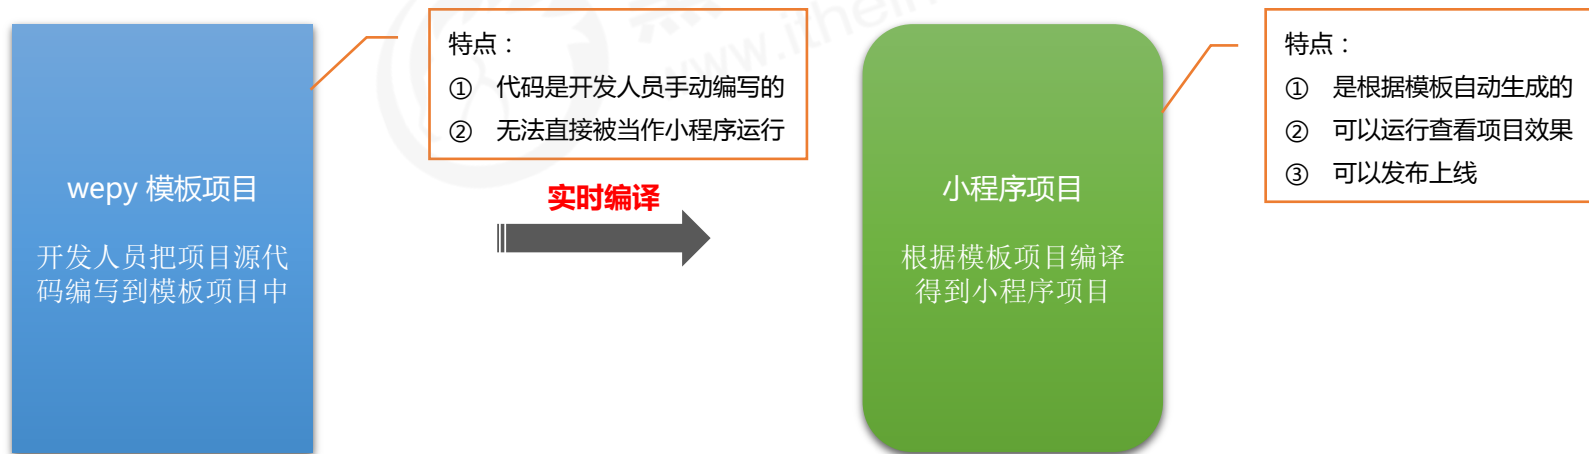 wepy 模板项目
开发人员把项目源代
码编写到模板项目中
特点：
① 代码是开发人员手动编写的
② 无法直接被当作小程序运行
实时编译
小程序项目
根据模板项目编译
得到小程序项目
特点：
① 是根据模板自动生成的
② 可以运行查看项目效果
③ 可以发布上线